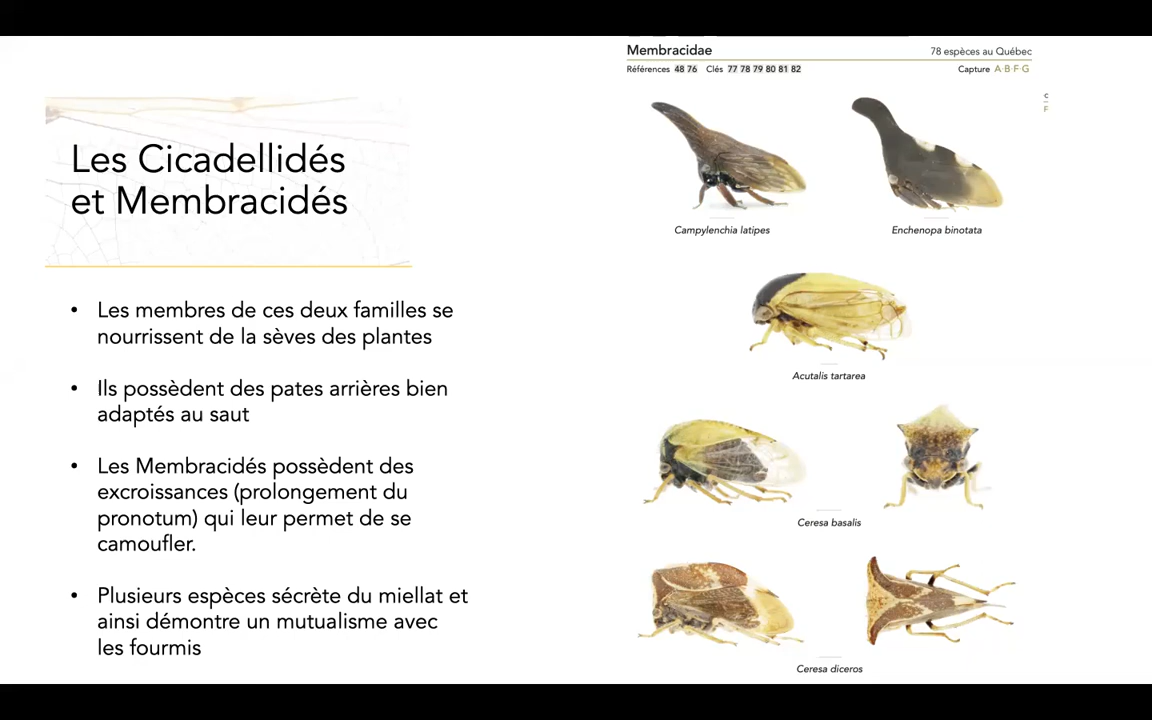 Les Cicadellidés
et Membracidés
• Les membres de ces deux familles se
nourrissent de la sèves des plantes
• Ils possèdent des pates arrières bien
adaptés au saut
• Les Membracidés possèdent des
excroissances (prolongement du
pronotum) qui leur permet de se
camoufler.
• Plusieurs espèces sécrète du miellat et
ainsi démontre un mutualisme avec
les fourmis
Membracidae 78 espèces au Québec
Références 48 76 Clés 77 78 79 80 81 82 Capture A·B·F·G
Campylenchia latipes
Enchenopa binotata
Acutalis tartarea
Ceresa basalis
Ceresa diceros